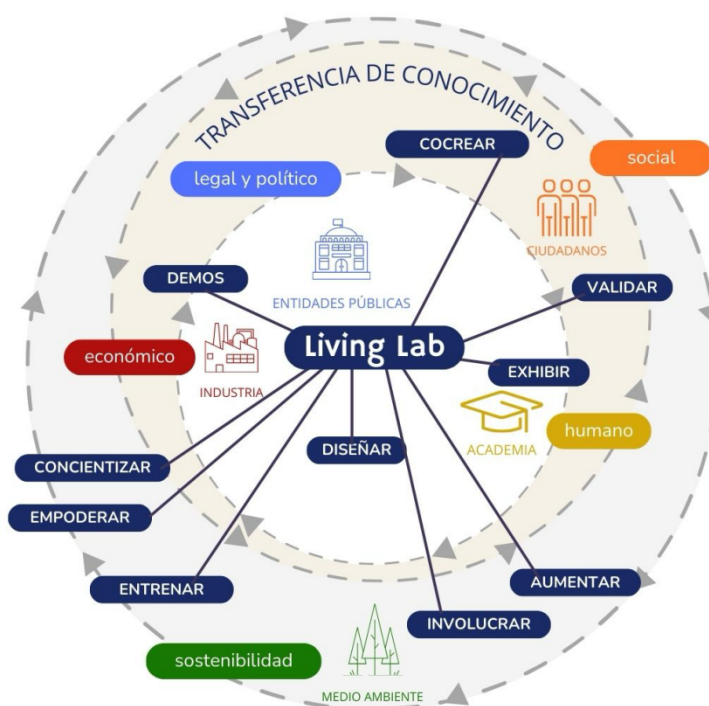 TRANSFERENCIA DE CONOCIMIENTO
COCREAR
social
legal y político
CIUDADANOS
DEMOS
ENTIDADES PÚBLICAS
VALIDAR
Living Lab
económico
EXHIBIR
INDUSTRIA
humano
DISEÑAR
ACADEMIA
CONCIENTIZAR
EMPODERAR
ENTRENAR
AUMENTAR
INVOLUCRAR
sostenibilidad
MEDIO AMBIENTE